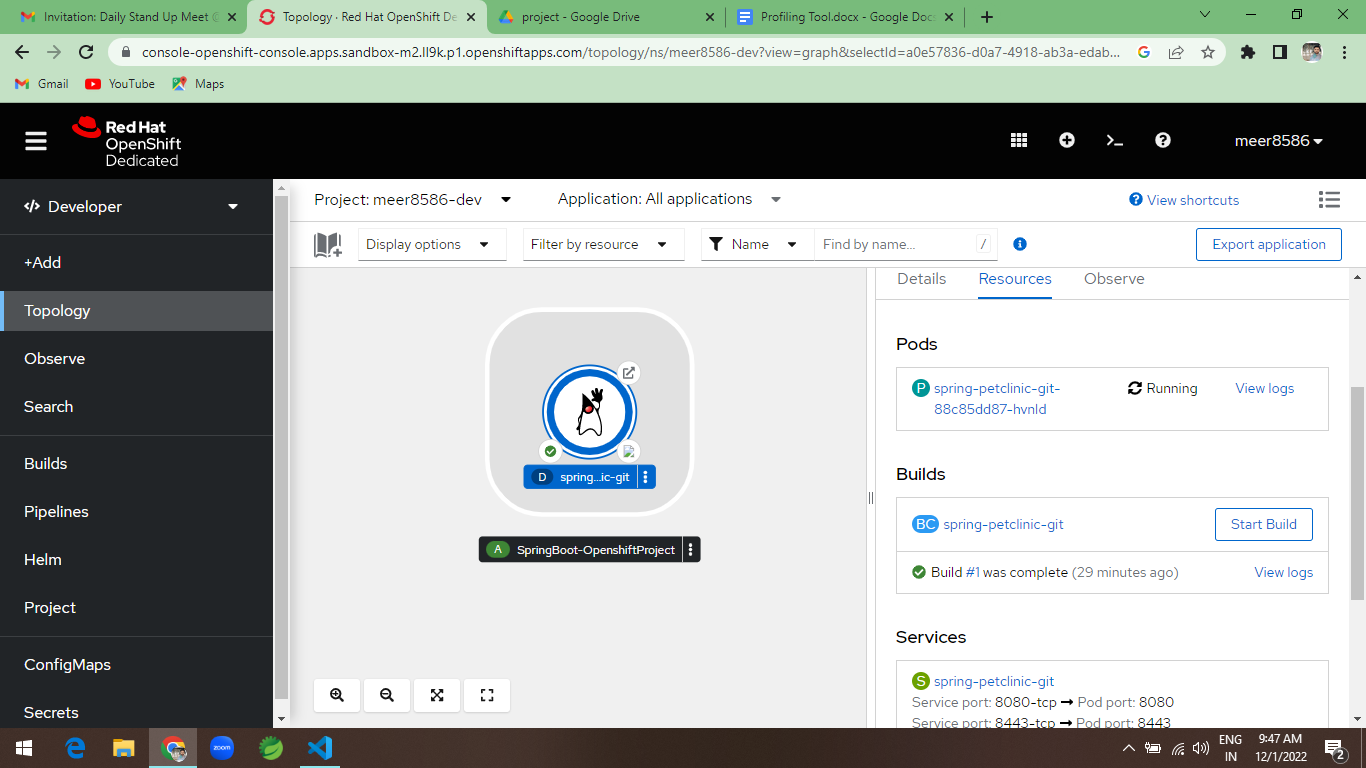 Invitation: Daily Stand Up Meet
Topology · Red Hat OpenShift De
project - Google Drive
Profiling Tool.docx - Google Docs
console-openshift-console.apps.sandbox-m2.ll9k.p1.openshiftapps.com/topology/ns/meer8586-dev?view=graph&selectId=a0e57836-d0a7-4918-ab3a-edab...
Gmail
YouTube
Maps
Red Hat
OpenShift
Dedicated
meer8586
Developer
+Add
Topology
Observe
Search
Builds
Pipelines
Helm
Project
ConfigMaps
Secrets
Project: meer8586-dev
Application: All applications
View shortcuts
Display options
Filter by resource
Name
Find by name...
/
Export application
D spring...ic-git
A SpringBoot-OpenshiftProject
Details
Resources
Observe
Pods
P spring-petclinic-git-
88c85dd87-hvnld
Running
View logs
Builds
BC spring-petclinic-git
Start Build
Build #1 was complete (29 minutes ago)
View logs
Services
S spring-petclinic-git
Service port: 8080-tcp → Pod port: 8080
Service port: 8443-tcp → Pod port: 8443
zoom
ENG
IN
9:47 AM
12/1/2022
2